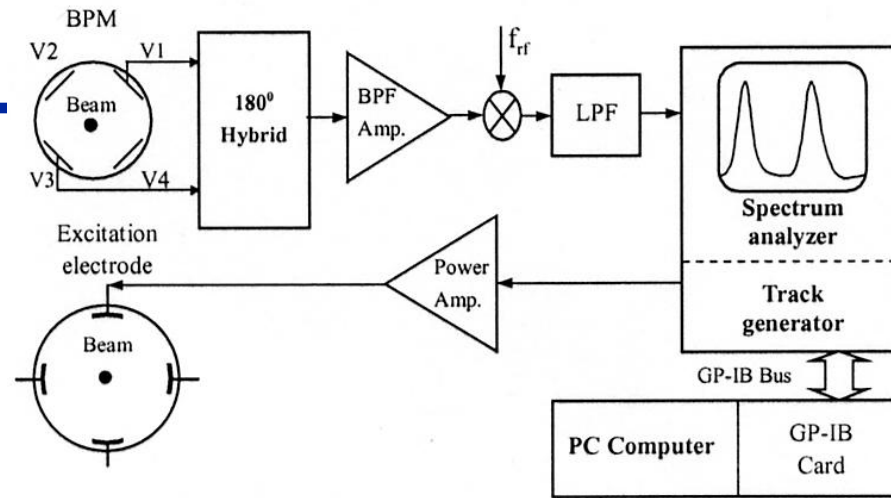 BPM
V2
V1
Beam
V3
V4
180⁰
Hybrid
BPF
Amp.
f_rf
LPF
Spectrum
analyzer
Track
generator
Excitation
electrode
Power
Amp.
Beam
GP-IB Bus
PC Computer
GP-IB
Card